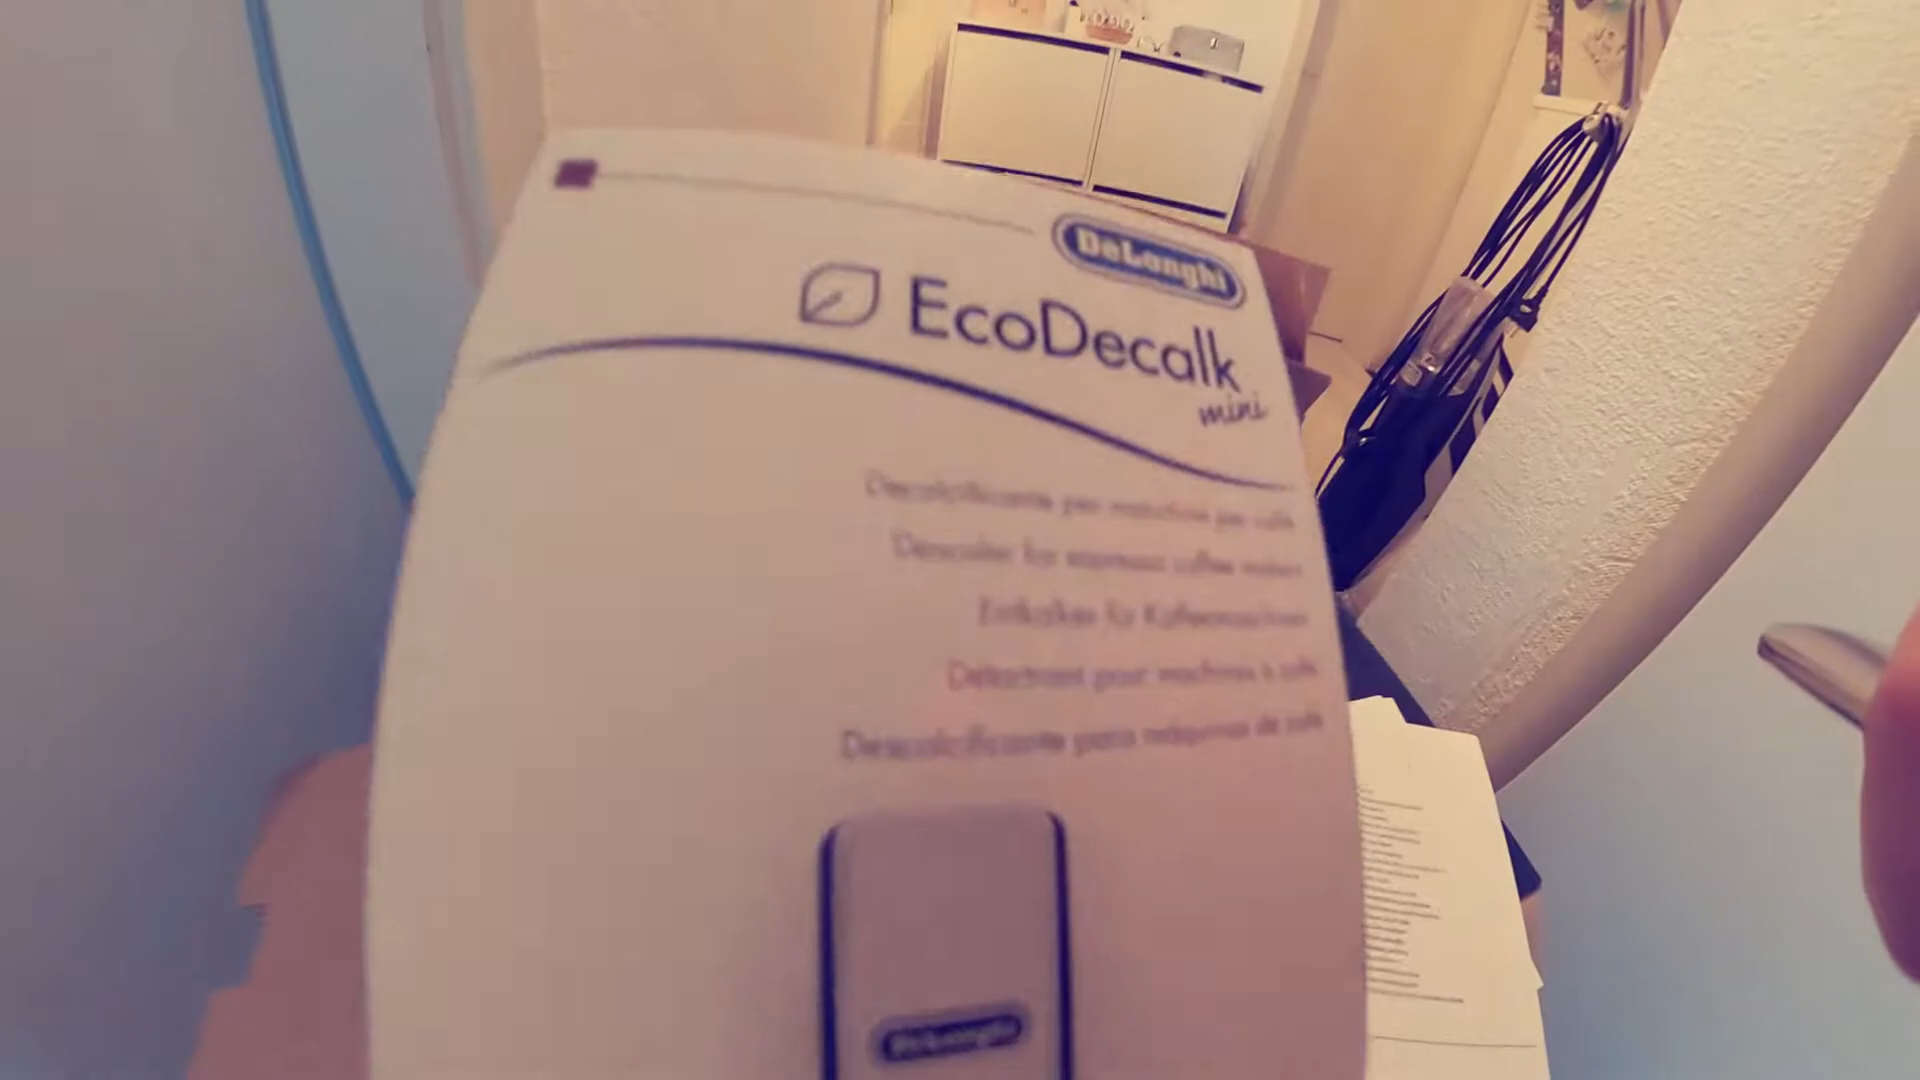 DeLonghi
EcoDecalk
mini
Decalcificante per macchine per caffè
Descaler for espresso coffee makers
Entkalker für Kaffeemaschinen
Détartrant pour machines à café
Descalcificante para máquinas de café
DeLonghi